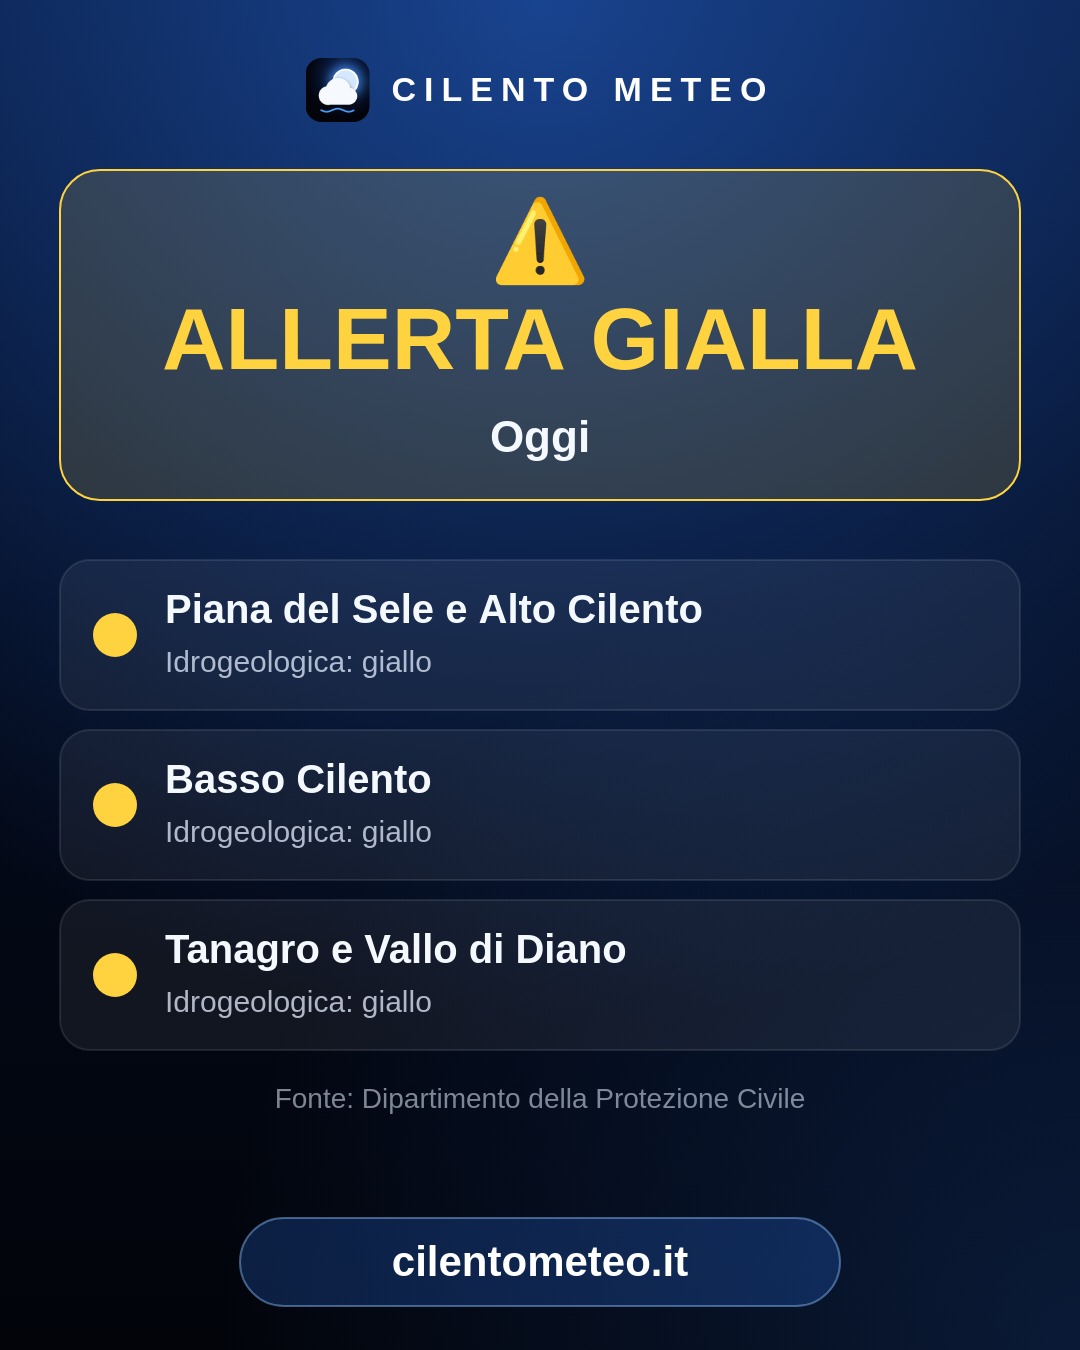 CILENTO METEO
ALLERTA GIALLA
Oggi
Piana del Sele e Alto Cilento
Idrogeologica: giallo
Basso Cilento
Idrogeologica: giallo
Tanagro e Vallo di Diano
Idrogeologica: giallo
Fonte: Dipartimento della Protezione Civile
cilentometeo.it